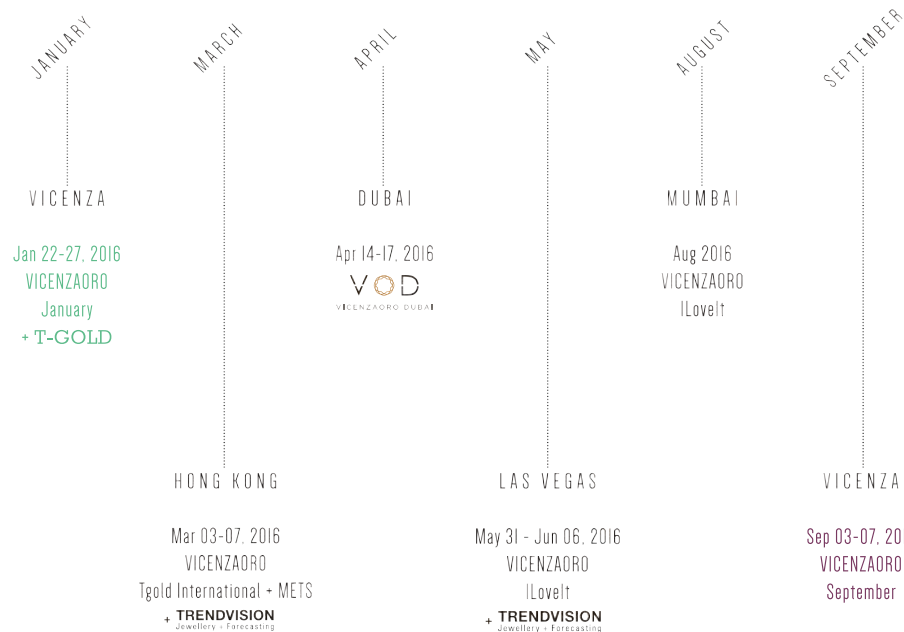 JANUARY
MARCH
APRIL
MAY
AUGUST
SEPTEMBER
VICENZA
Jan 22-27, 2016
VICENZAORO
January
+ T-GOLD
DUBAI
Apr 14-17, 2016
VOD
VICENZAORO DUBAI
MUMBAI
Aug 2016
VICENZAORO
ILoveIt
HONG KONG
Mar 03-07, 2016
VICENZAORO
Tgold International + METS
+ TRENDVISION
Jewellery + Forecasting
LAS VEGAS
May 31 - Jun 06, 2016
VICENZAORO
ILoveIt
+ TRENDVISION
Jewellery + Forecasting
VICENZA
Sep 03-07, 20
VICENZAORO
September